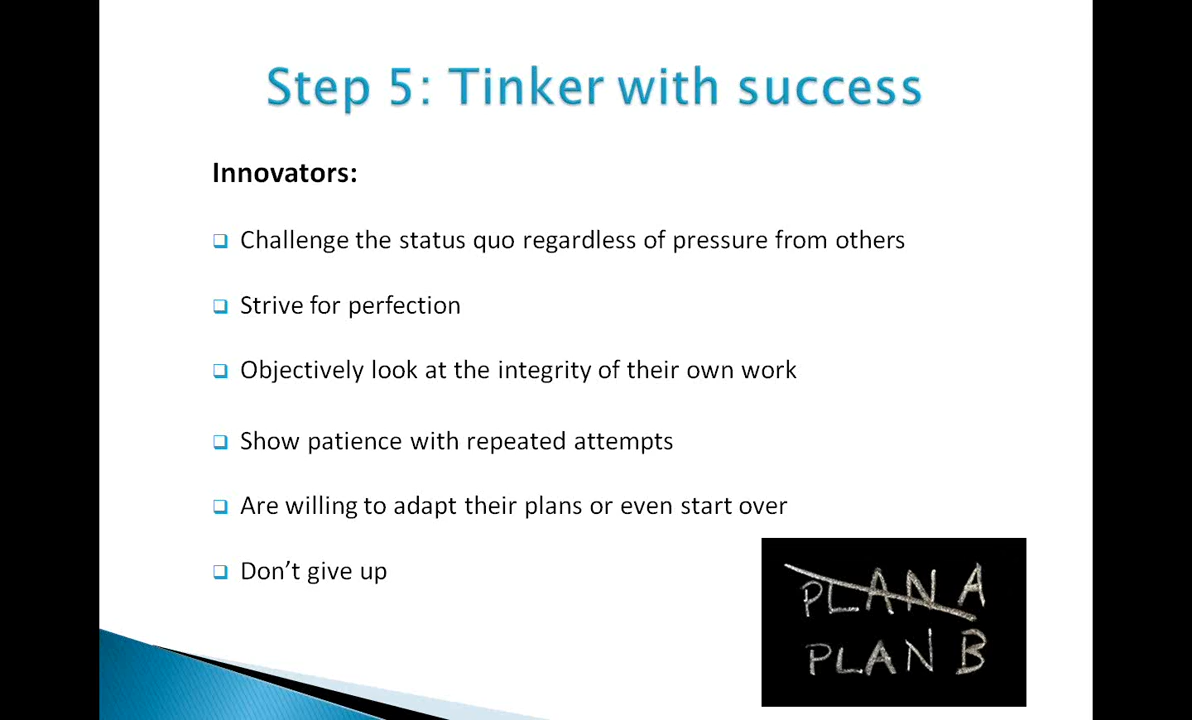 Step 5: Tinker with success
Innovators:
Challenge the status quo regardless of pressure from others
Strive for perfection
Objectively look at the integrity of their own work
Show patience with repeated attempts
Are willing to adapt their plans or even start over
Don’t give up
PLAN A
PLAN B